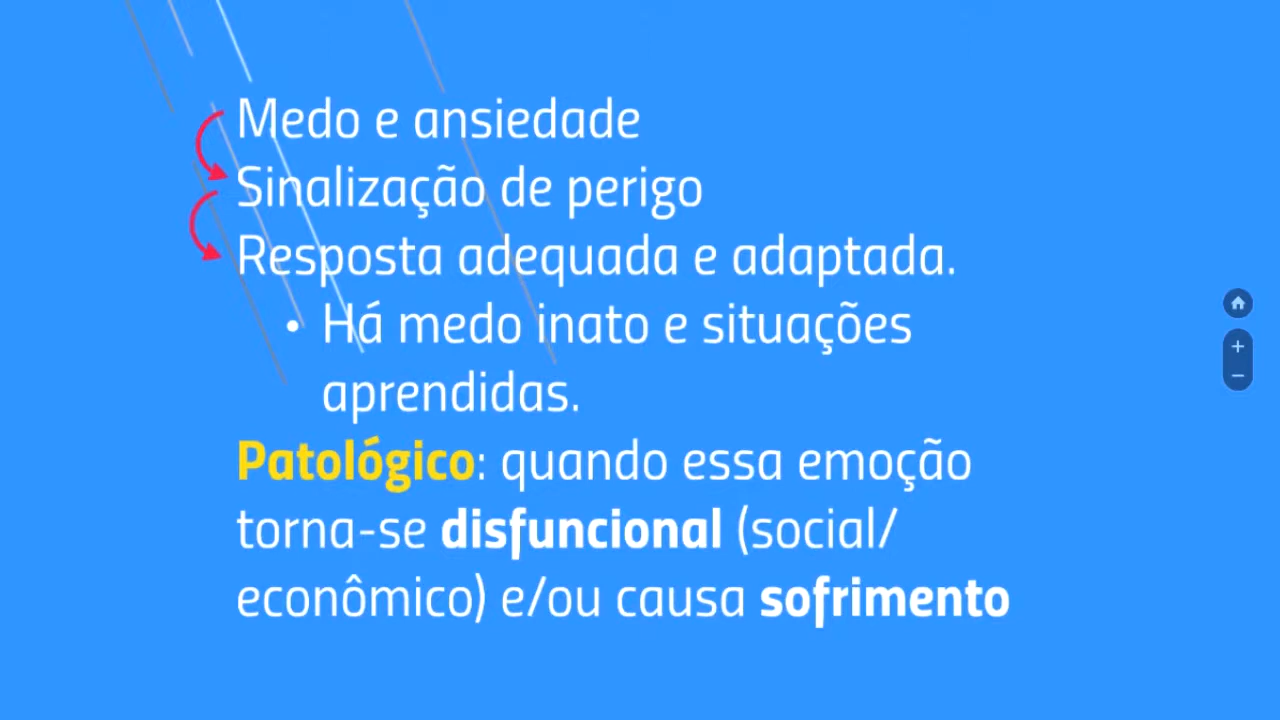 Medo e ansiedade
Sinalização de perigo
Resposta adequada e adaptada.
• Há medo inato e situações
aprendidas.
Patológico: quando essa emoção
torna-se disfuncional (social/
econômico) e/ou causa sofrimento